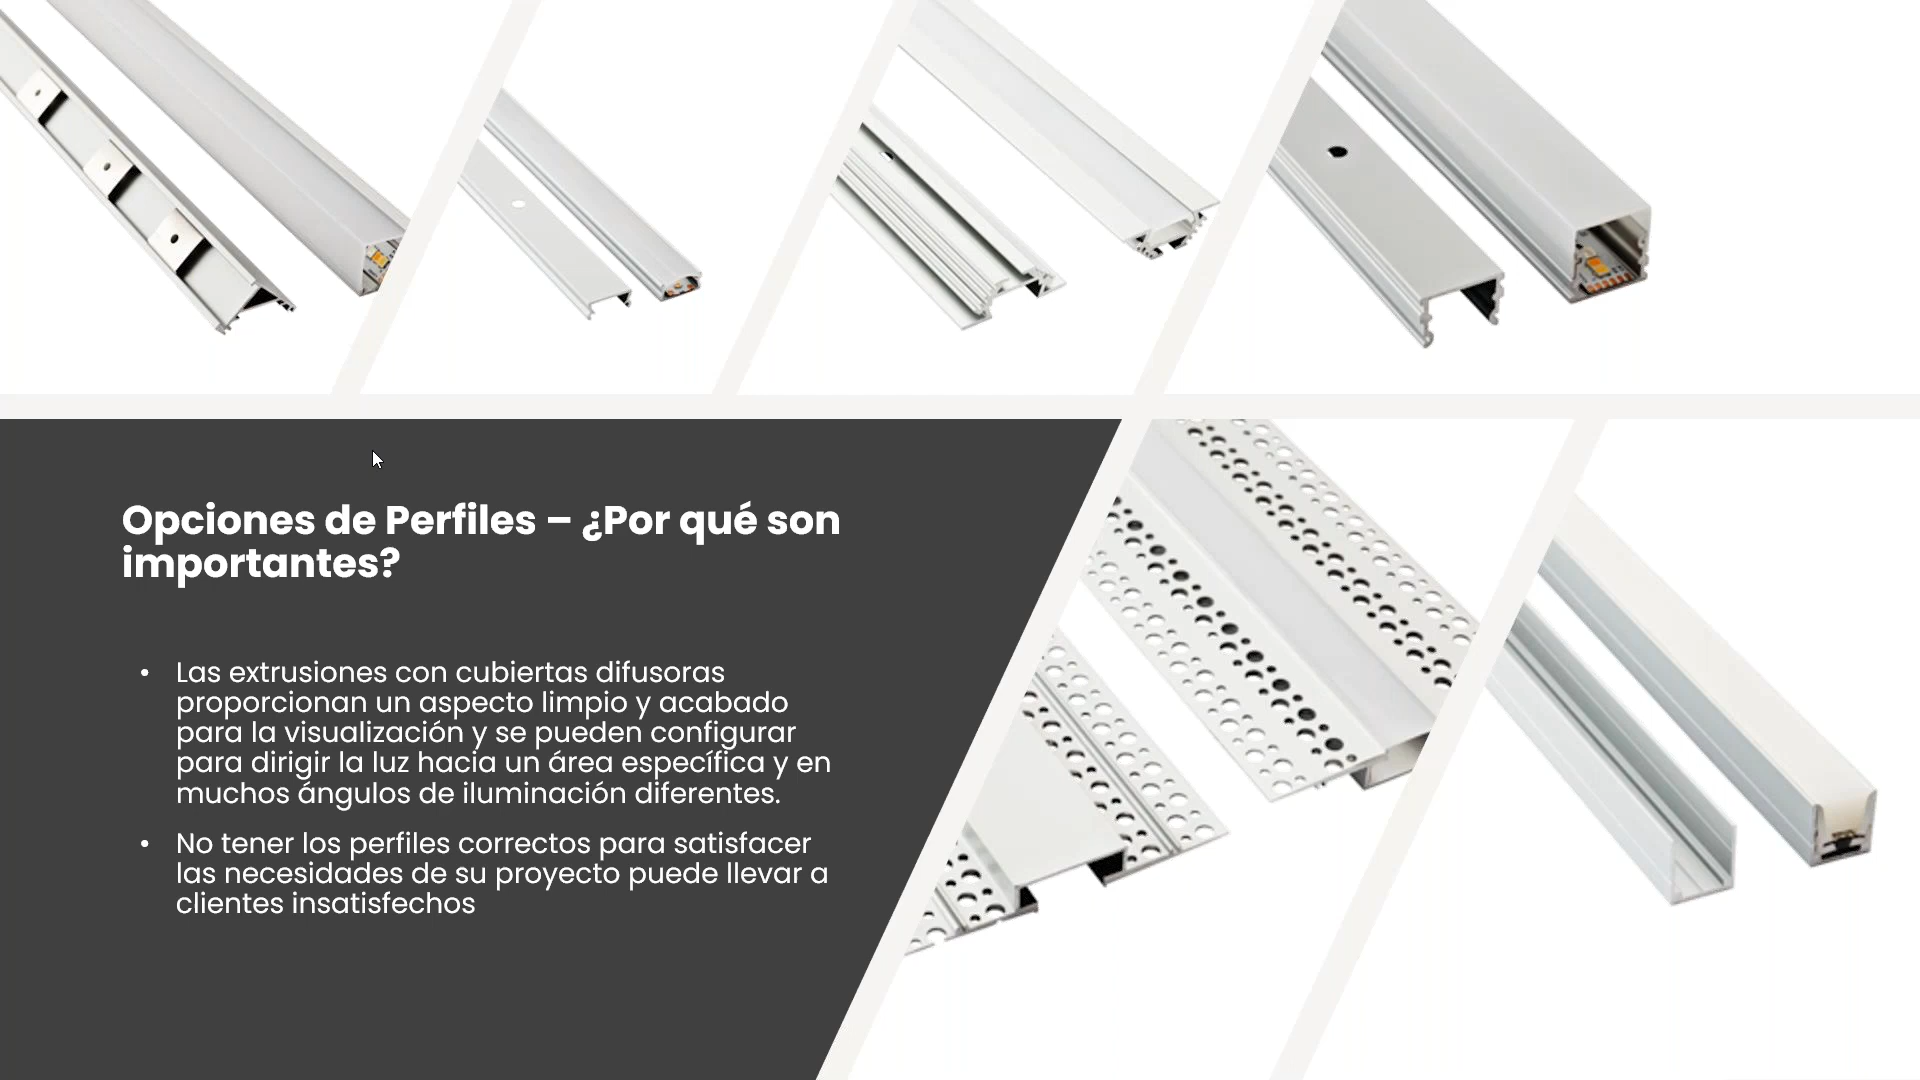 Opciones de Perfiles – ¿Por qué son
importantes?
• Las extrusiones con cubiertas difusoras
proporcionan un aspecto limpio y acabado
para la visualización y se pueden configurar
para dirigir la luz hacia un área específica y en
muchos ángulos de iluminación diferentes.
• No tener los perfiles correctos para satisfacer
las necesidades de su proyecto puede llevar a
clientes insatisfechos